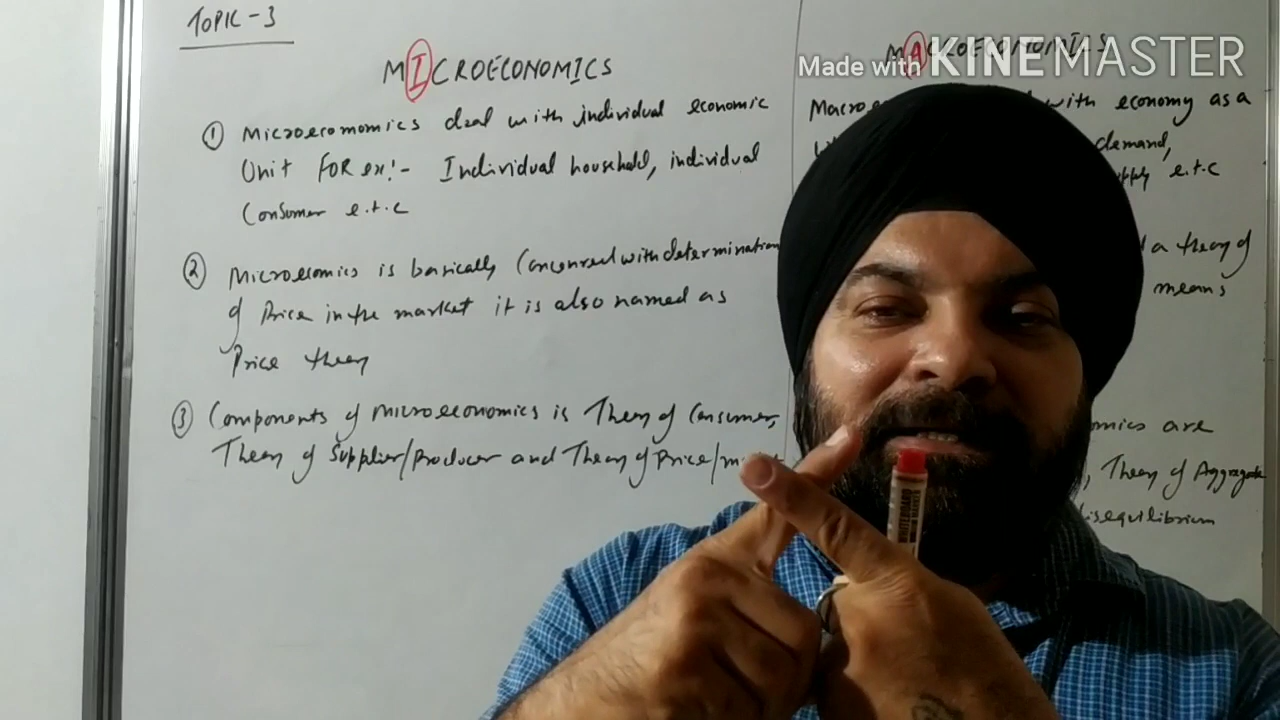 TOPIC-3
MICROECONOMICS
① Microeconomics deal with individual economic
Unit FOR ex:- Individual household, individual
Consumer e.t.c
② Microeconomics is basically Concerned with determination
of Price in the market it is also named as
Price theory
③ Components of microeconomics is Theory of Consumer,
Theory of Supplier/Producer and Theory of Price/
MACROECONOMICS
Made with KINEMASTER
with economy as a
demand,
e.t.c
a theory of
means
are
, Theory of Aggregate
disequilibrium
WHITEBOARD